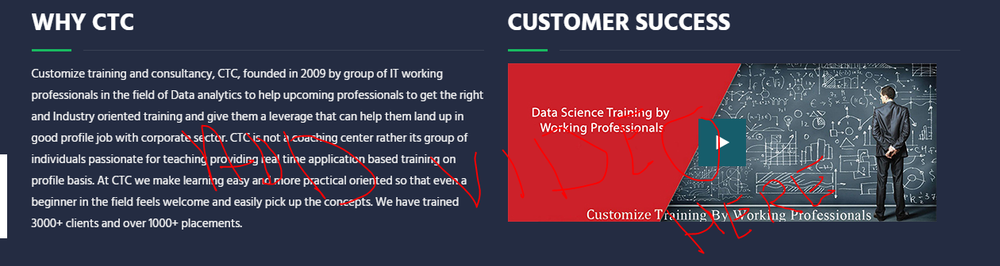 WHY CTC
Customize training and consultancy, CTC, founded in 2009 by group of IT working
professionals in the field of Data analytics to help upcoming professionals to get the right
and Industry oriented training and give them a leverage that can help them land up in
good profile job with corporate sector. CTC is not a coaching center rather its group of
individuals passionate for teaching providing real time application based training on
profile basis. At CTC we make learning easy and more practical oriented so that even a
beginner in the field feels welcome and easily pick up the concepts. We have trained
3000+ clients and over 1000+ placements.
CUSTOMER SUCCESS
Data Science Training by
Working Professionals
Customize Training By Working Professionals
ADD VIDEO
HERE